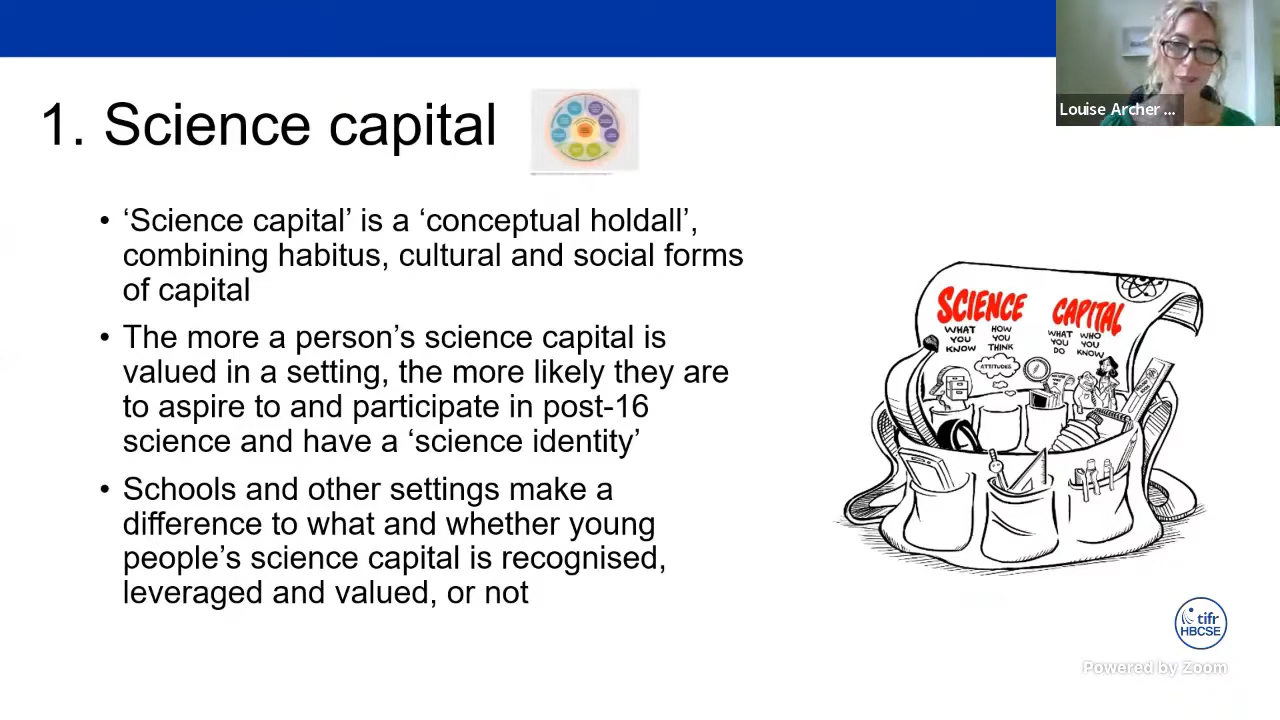 1. Science capital
Louise Archer ...
• ‘Science capital’ is a ‘conceptual holdall’,
combining habitus, cultural and social forms
of capital
• The more a person’s science capital is
valued in a setting, the more likely they are
to aspire to and participate in post-16
science and have a ‘science identity’
• Schools and other settings make a
difference to what and whether young
people’s science capital is recognised,
leveraged and valued, or not
SCIENCE CAPITAL
WHAT YOU KNOW
HOW YOU THINK
WHAT YOU DO
WHO YOU KNOW
ATTITUDES
tifr
HBCSE
Powered by Zoom